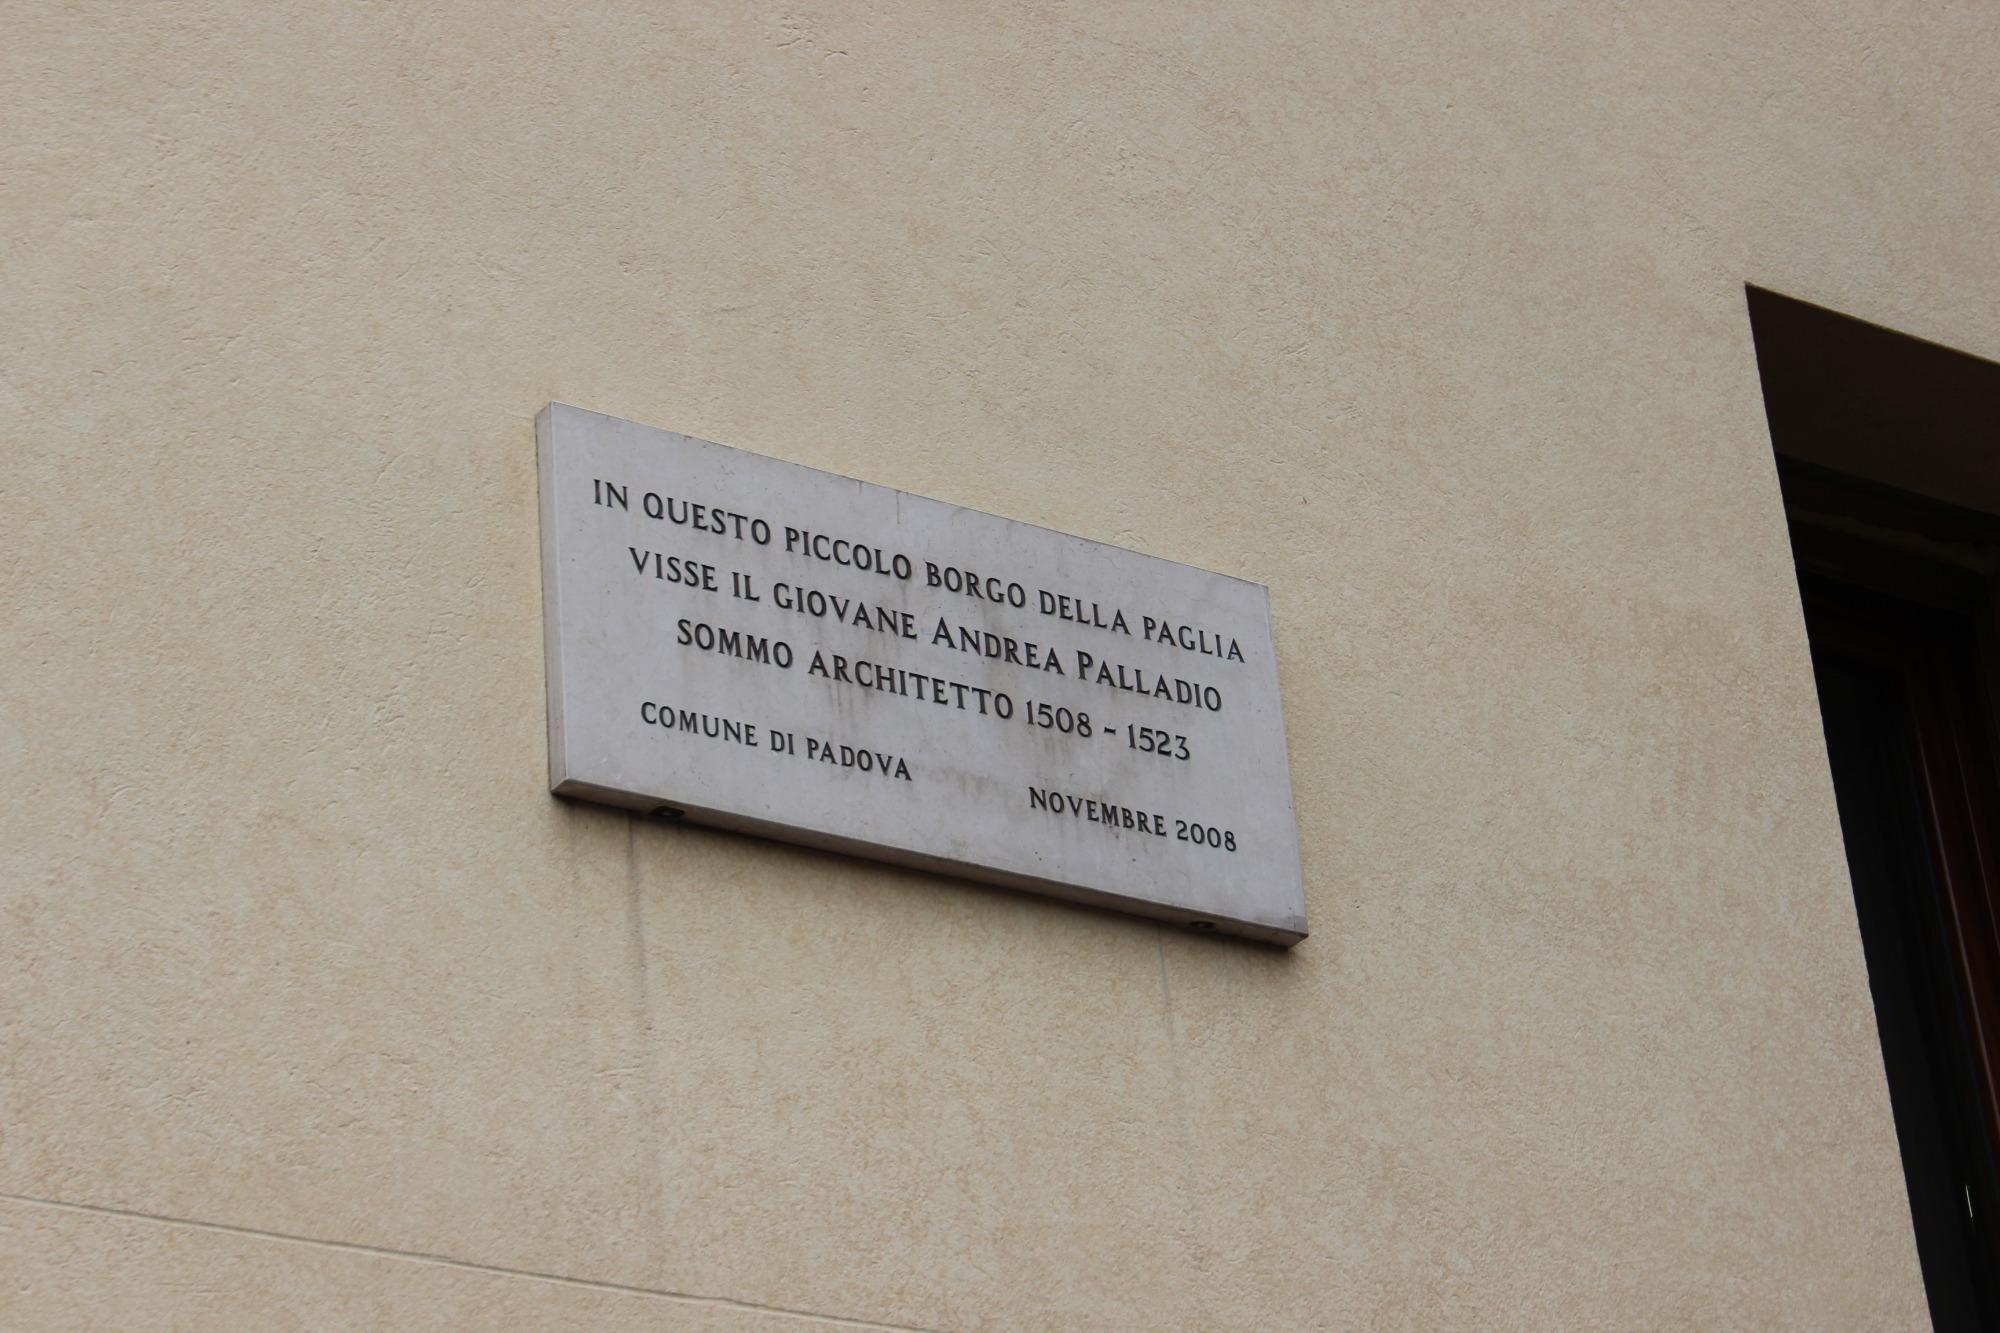 IN QUESTO PICCOLO BORGO DELLA PAGLIA
VISSE IL GIOVANE ANDREA PALLADIO
SOMMO ARCHITETTO 1508 - 1523
COMUNE DI PADOVA NOVEMBRE 2008